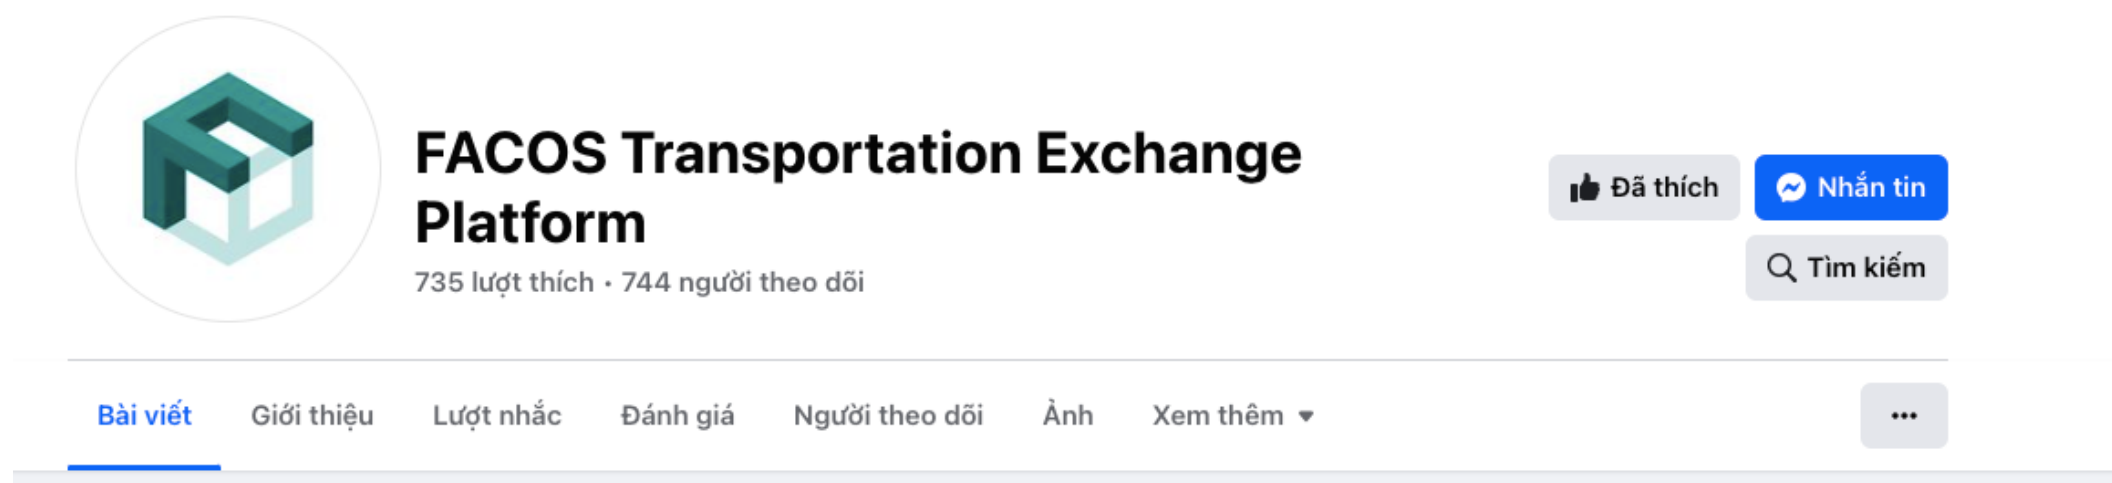 FACOS Transportation Exchange
Platform
735 lượt thích • 744 người theo dõi
Đã thích
Nhắn tin
Tìm kiếm
Bài viết
Giới thiệu
Lượt nhắc
Đánh giá
Người theo dõi
Ảnh
Xem thêm